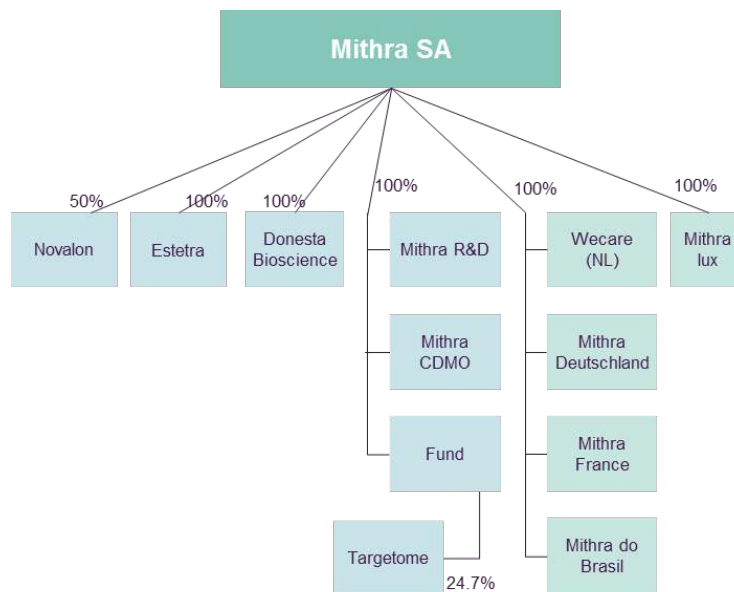 Mithra SA
50%
100%
100%
100%
100%
100%
Novalon
Estetra
Donesta
Bioscience
Mithra R&D
Wecare
(NL)
Mithra
lux
Mithra
CDMO
Mithra
Deutschland
Fund
Mithra
France
Targetome
24.7%
Mithra do
Brasil